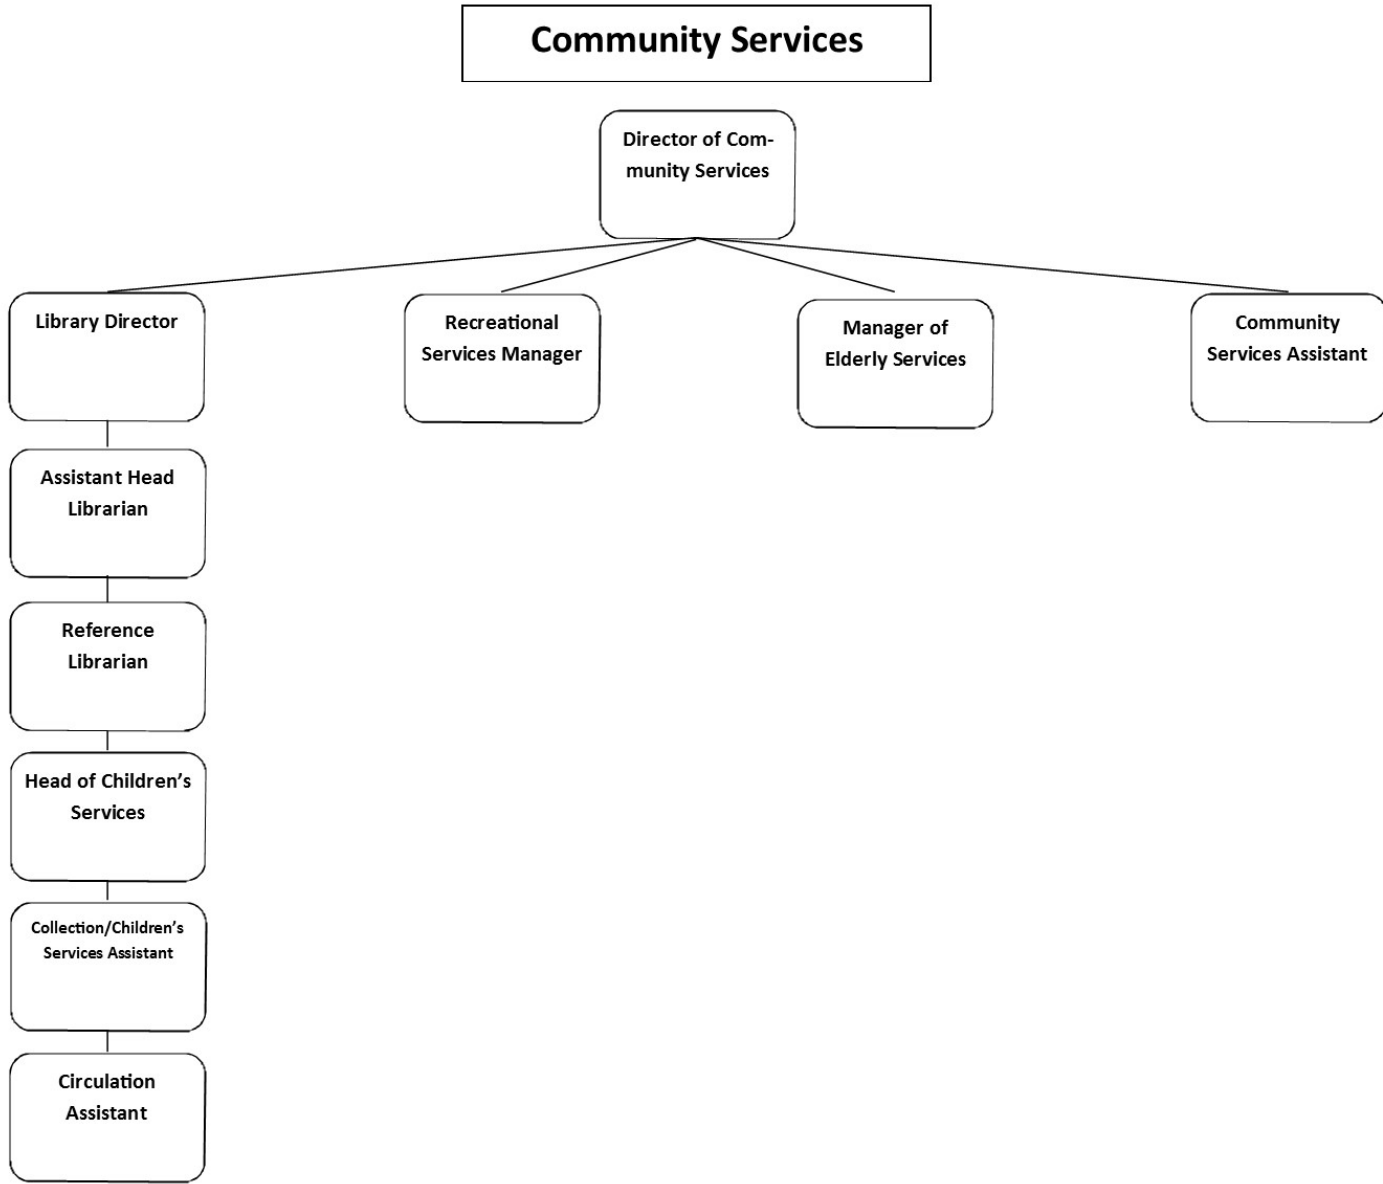 Community Services
Director of Com-
munity Services
Library Director
Recreational
Services Manager
Manager of
Elderly Services
Community
Services Assistant
Assistant Head
Librarian
Reference
Librarian
Head of Children’s
Services
Collection/Children’s
Services Assistant
Circulation
Assistant